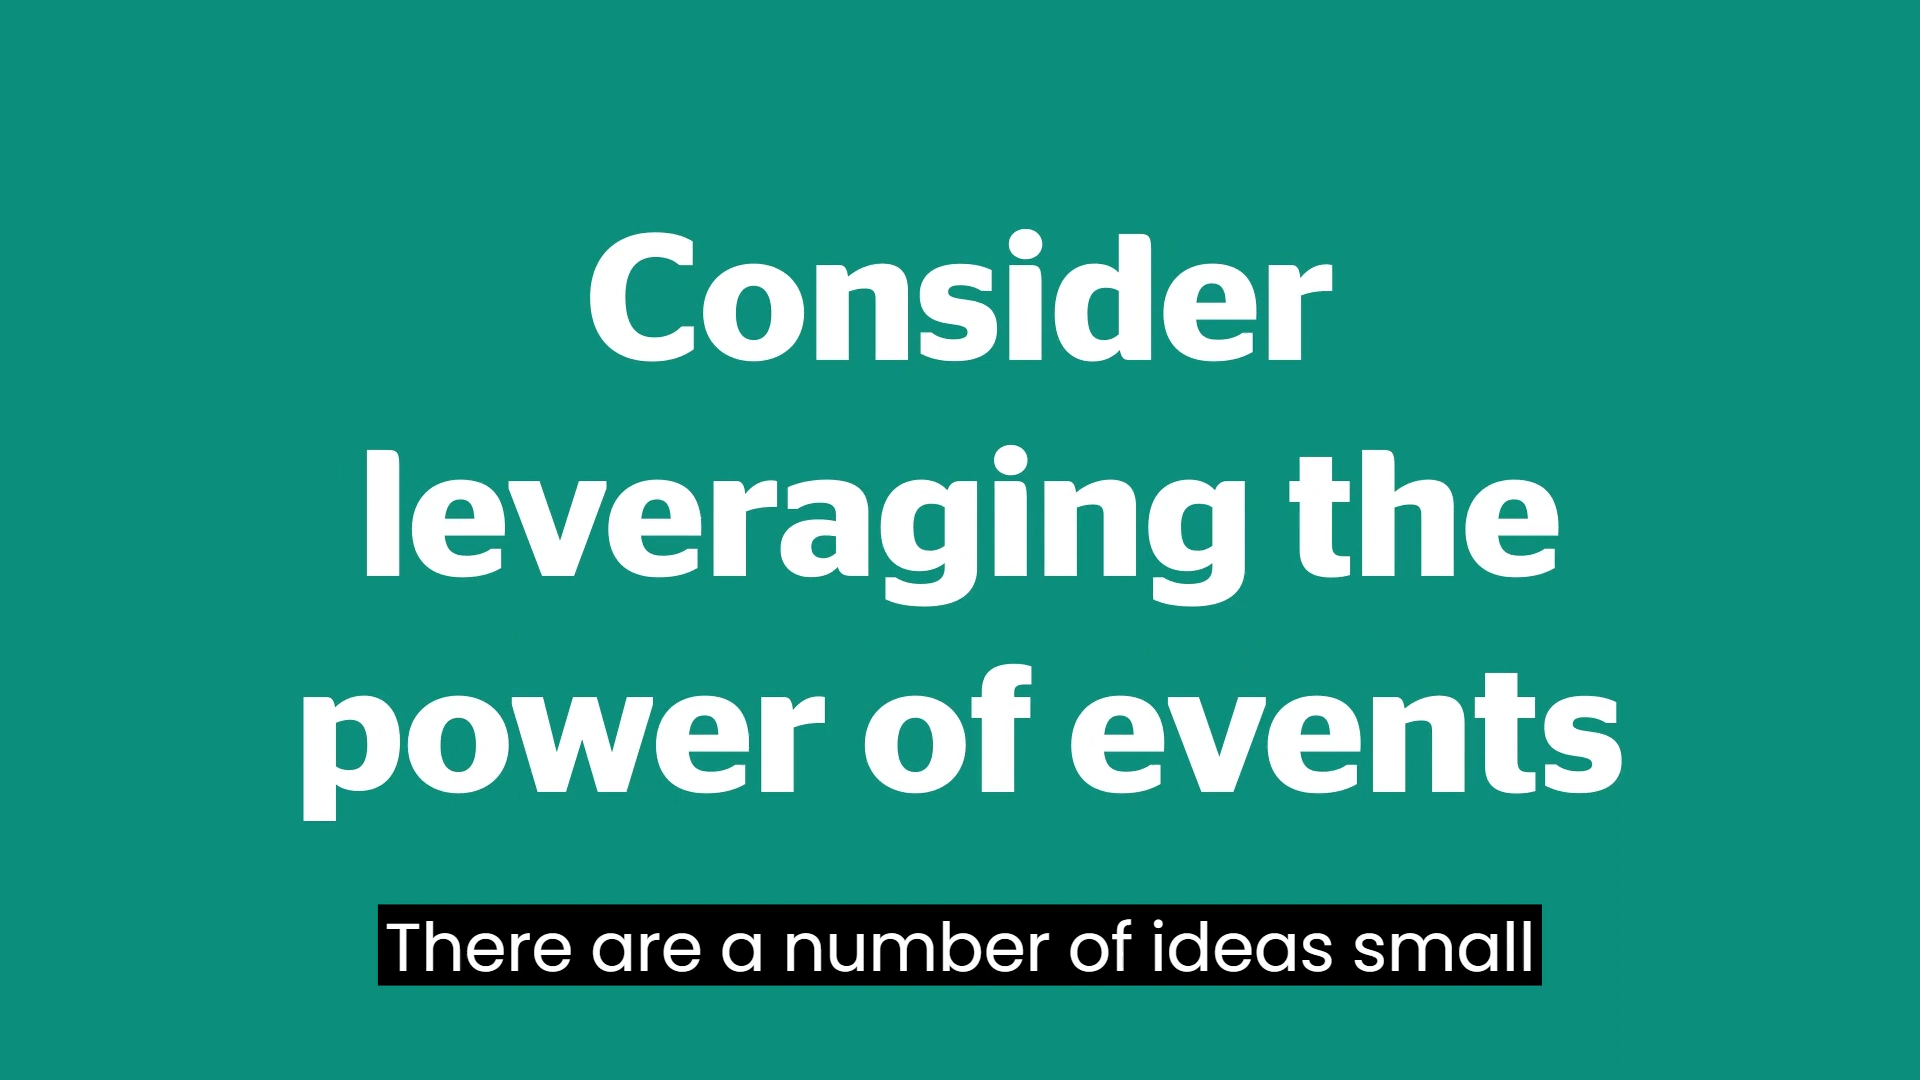 Consider
leveraging the
power of events
There are a number of ideas small